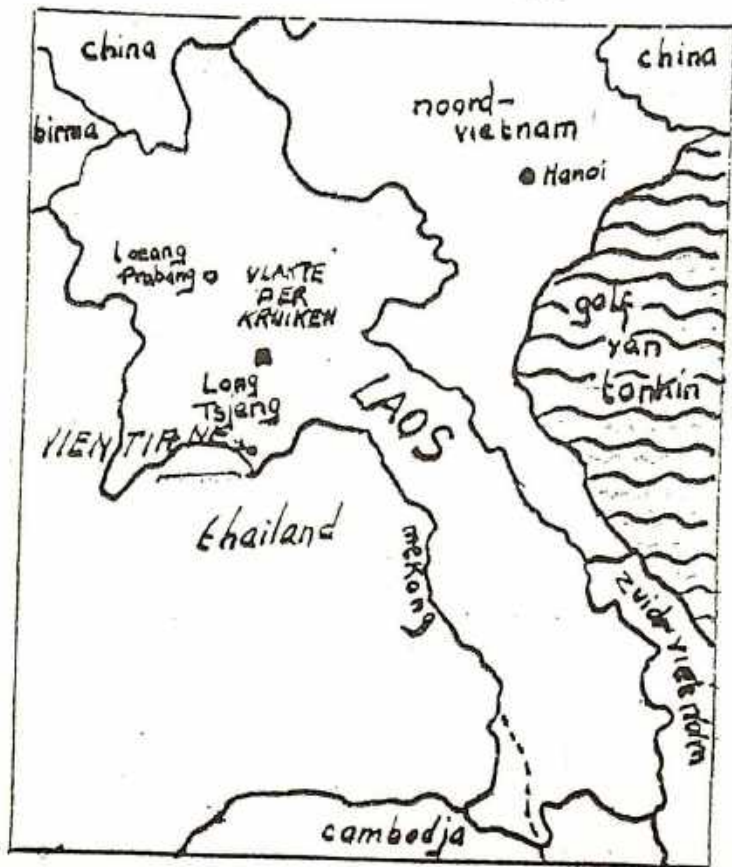 china
china
noord-
vietnam
birma
Hanoi
Loeang
Prabang
VLAKTE
DER
KRUIKEN
golf
van
tonkin
Long
Tsjeng
LAOS
VIENTIANE
thailand
mekong
zuid-vietnam
cambodja